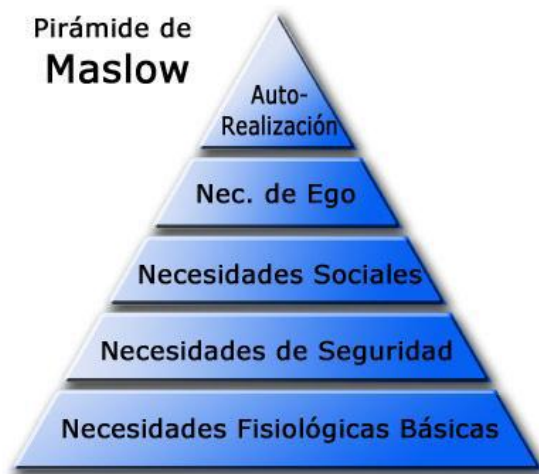 Pirámide de
Maslow
Auto-
Realización
Nec. de Ego
Necesidades Sociales
Necesidades de Seguridad
Necesidades Fisiológicas Básicas